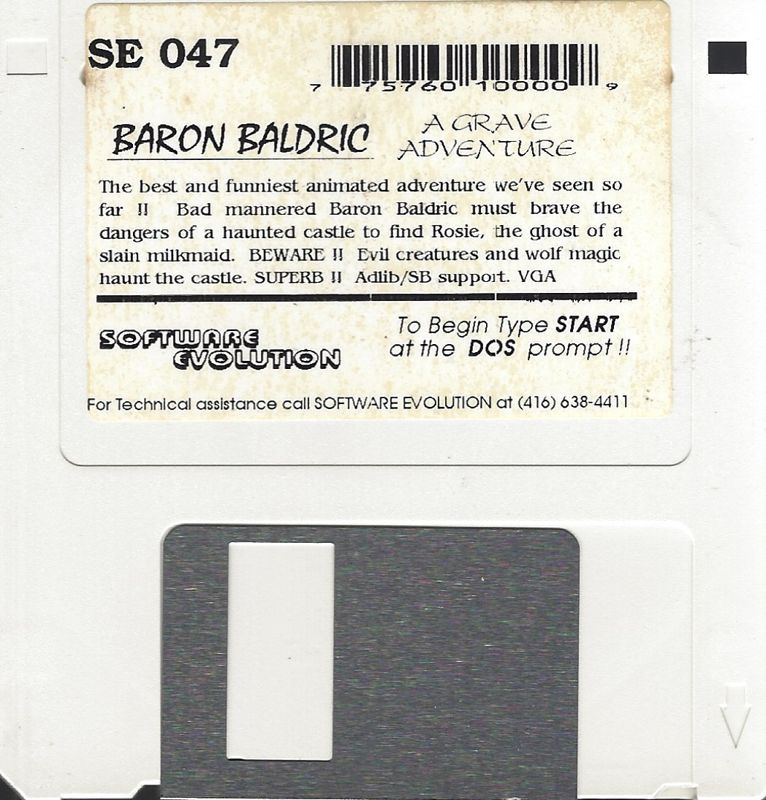 SE 047
7 75760 10000 9
BARON BALDRIC A GRAVE ADVENTURE
The best and funniest animated adventure we've seen so
far !! Bad mannered Baron Baldric must brave the
dangers of a haunted castle to find Rosie, the ghost of a
slain milkmaid. BEWARE !! Evil creatures and wolf magic
haunt the castle. SUPERB !! Adlib/SB support. VGA
SOFTWARE
EVOLUTION
To Begin Type START
at the DOS prompt !!
For Technical assistance call SOFTWARE EVOLUTION at (416) 638-4411